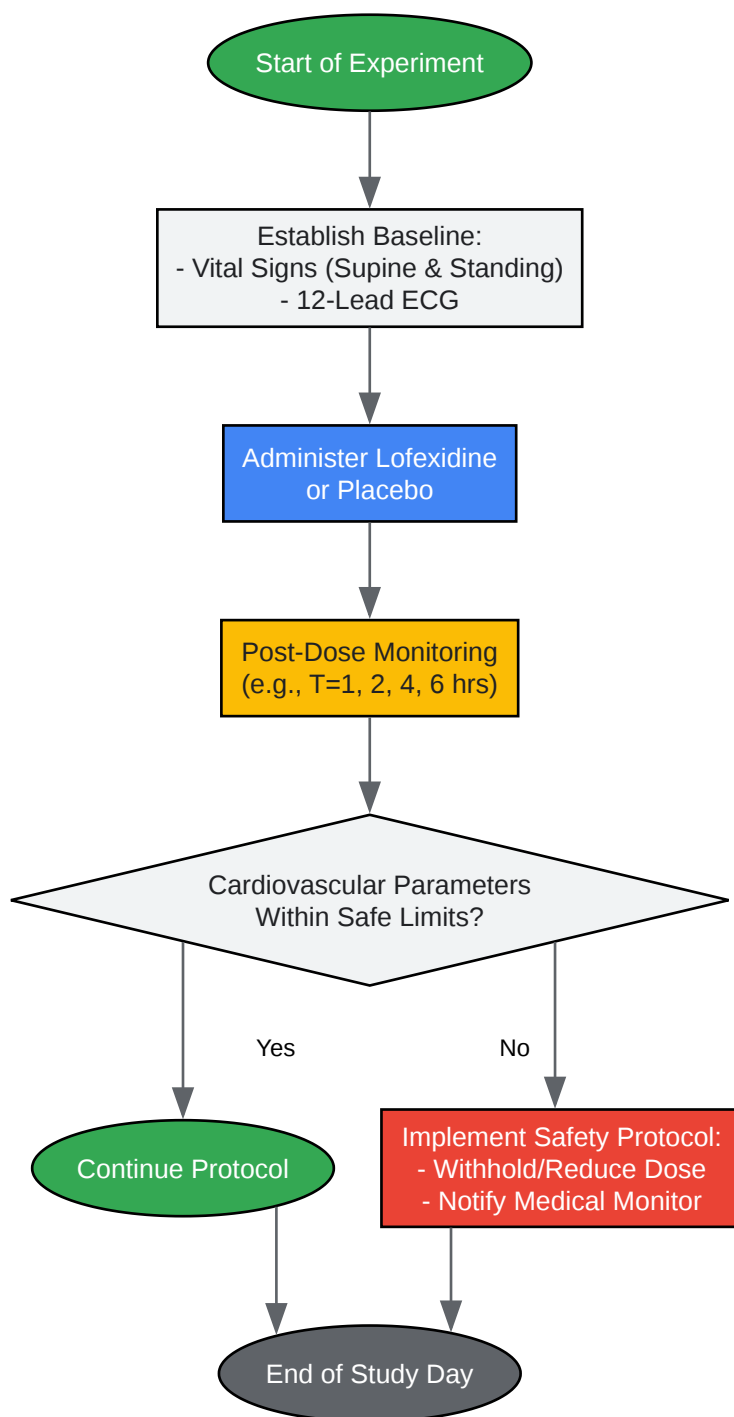 Start of Experiment
Establish Baseline:
- Vital Signs (Supine & Standing)
- 12-Lead ECG
Administer Lofexidine
or Placebo
Post-Dose Monitoring
(e.g., T=1, 2, 4, 6 hrs)
Cardiovascular Parameters
Within Safe Limits?
Yes
No
Continue Protocol
Implement Safety Protocol:
- Withhold/Reduce Dose
- Notify Medical Monitor
End of Study Day